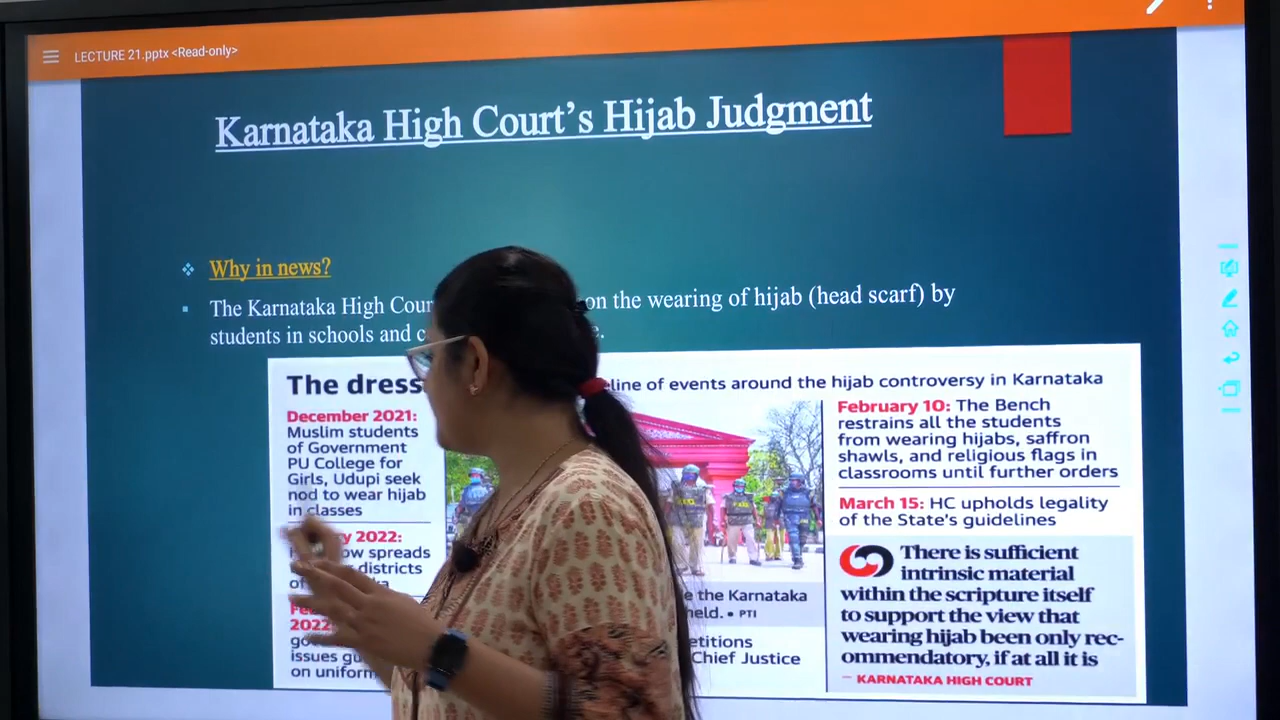 LECTURE 21.pptx <Read-only>
Karnataka High Court's Hijab Judgment
Why in news?
The Karnataka High on the wearing of hijab (head scarf) by
students in schools and
The dress
of events around the hijab controversy in Karnataka
December 2021:
Muslim students
of Government
PU College for
Girls, Udupi seek
nod to wear hijab
in classes
2022:
spreads
districts
of
2022:
issues
on
the Karnataka
held. • PTI
Chief Justice
February 10: The Bench
restrains all the students
from wearing hijabs, saffron
shawls, and religious flags in
classrooms until further orders
March 15: HC upholds legality
of the State's guidelines
There is sufficient
intrinsic material
within the scripture itself
to support the view that
wearing hijab been only rec-
ommendatory, if at all it is
— KARNATAKA HIGH COURT